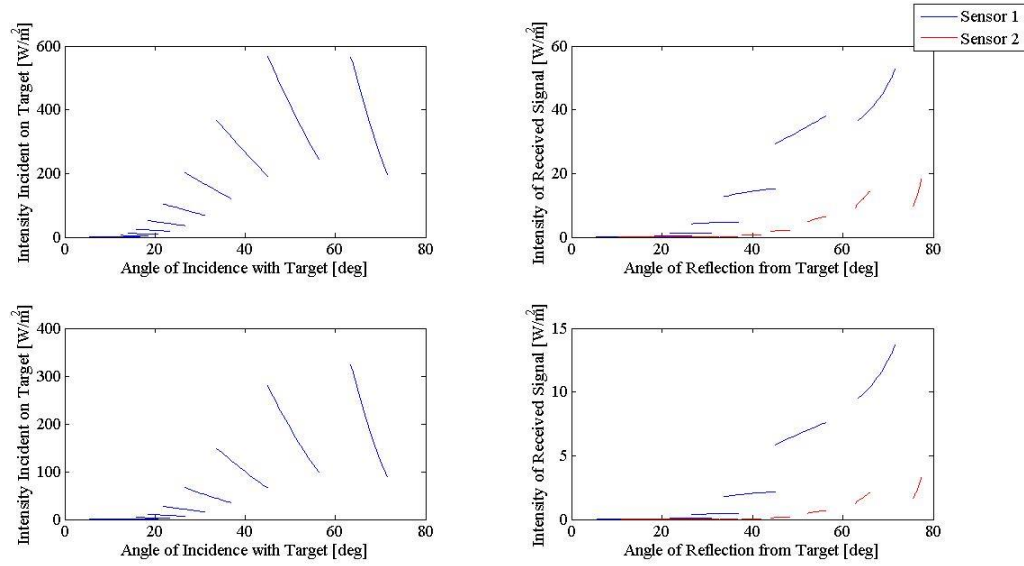 Sensor 1
Sensor 2
Intensity Incident on Target [W/m2]
600
400
200
0
0 20 40 60 80
Angle of Incidence with Target [deg]
Intensity of Received Signal [W/m2]
60
40
20
0
0 20 40 60 80
Angle of Reflection from Target [deg]
Intensity Incident on Target [W/m2]
400
300
200
100
0
0 20 40 60 80
Angle of Incidence with Target [deg]
Intensity of Received Signal [W/m2]
15
10
5
0
0 20 40 60 80
Angle of Reflection from Target [deg]